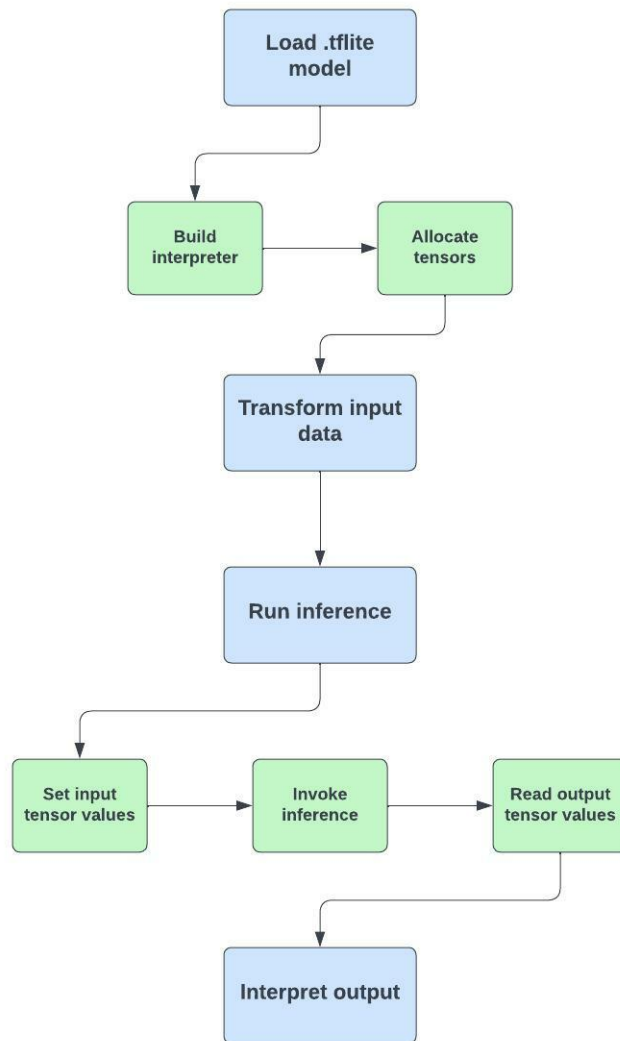 Load .tflite
model
Build
interpreter
Allocate
tensors
Transform input
data
Run inference
Set input
tensor values
Invoke
inference
Read output
tensor values
Interpret output